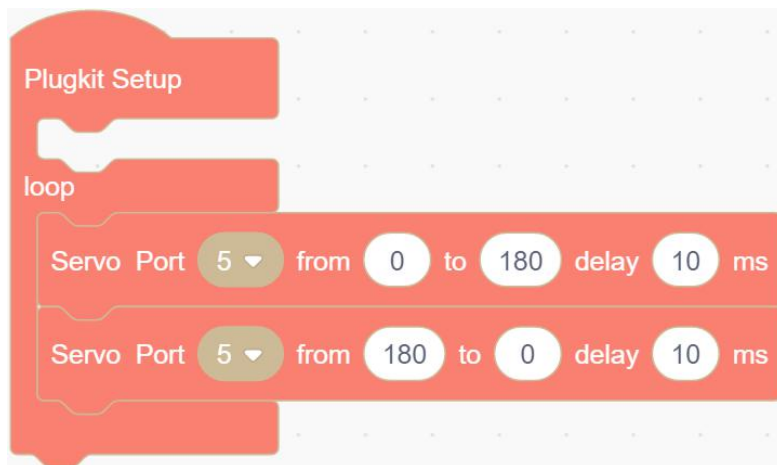 Plugkit Setup
loop
Servo Port 5 from 0 to 180 delay 10 ms
Servo Port 5 from 180 to 0 delay 10 ms